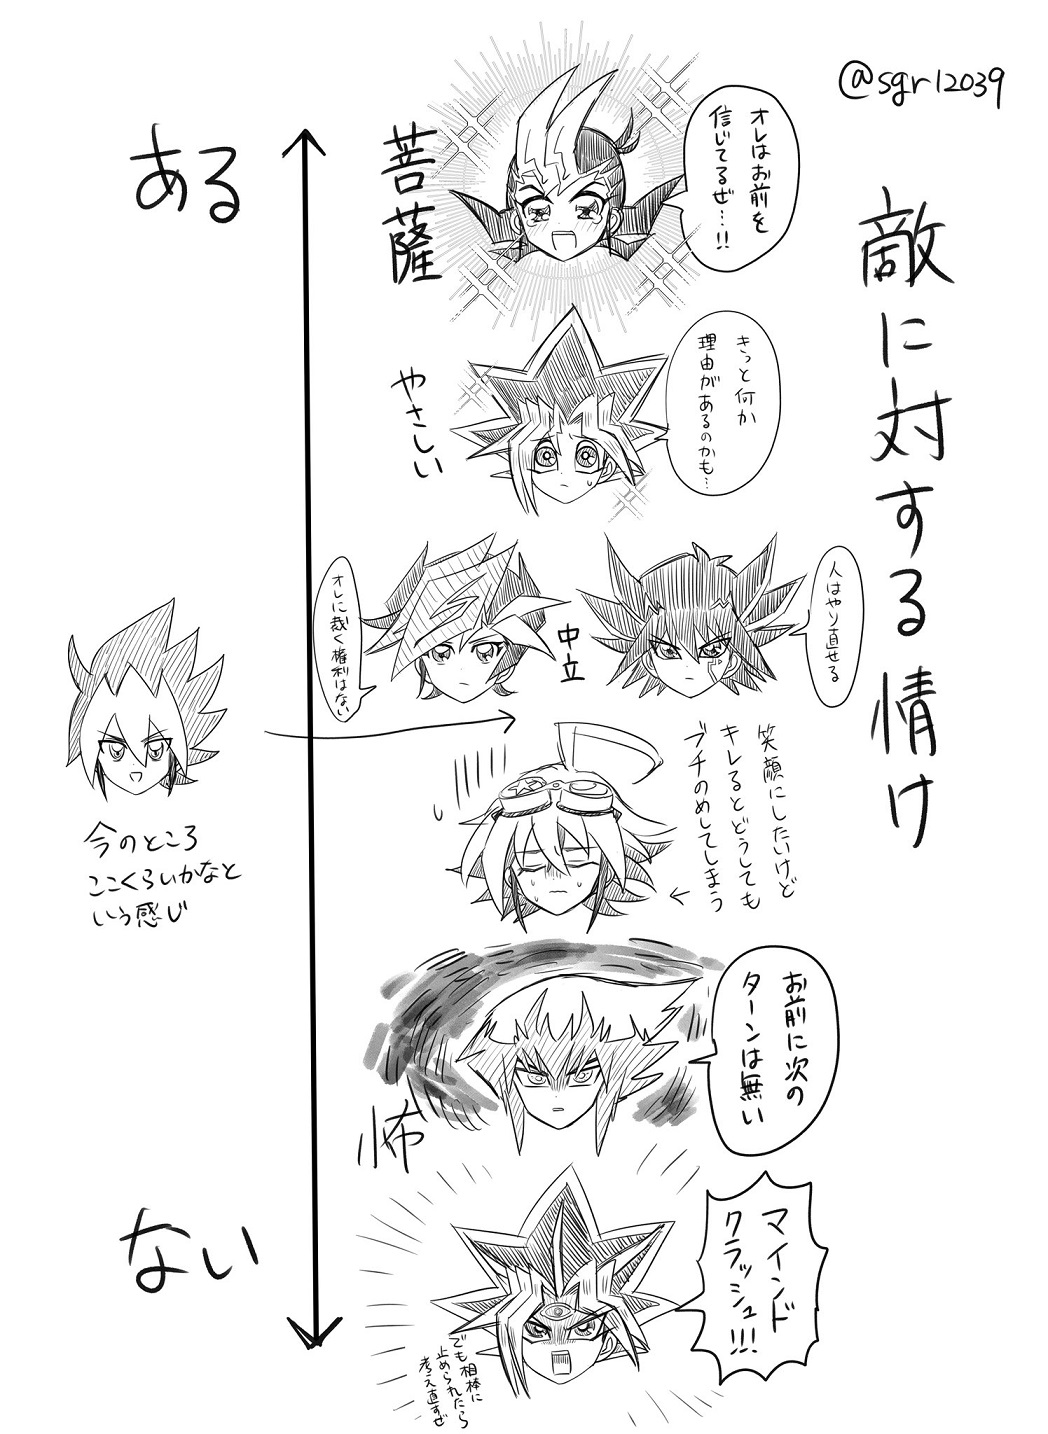 @sgr12039
敵に対する情け
ある
菩薩
オレはお前を
信じてるぜ…!!
やさしい
きっと何か
理由があるのかも…
オレに裁く権利はない
中立
人はやり直せる
今のところ
ここくらいかなと
いう感じ
笑顔にしたいけど
キレるとどうしても
ブチのめしてしまう
←
怖
お前に次の
ターンは無い
ない
マインド
クラッシュ!!!
でも相棒に
止められたら
考え直すぜ